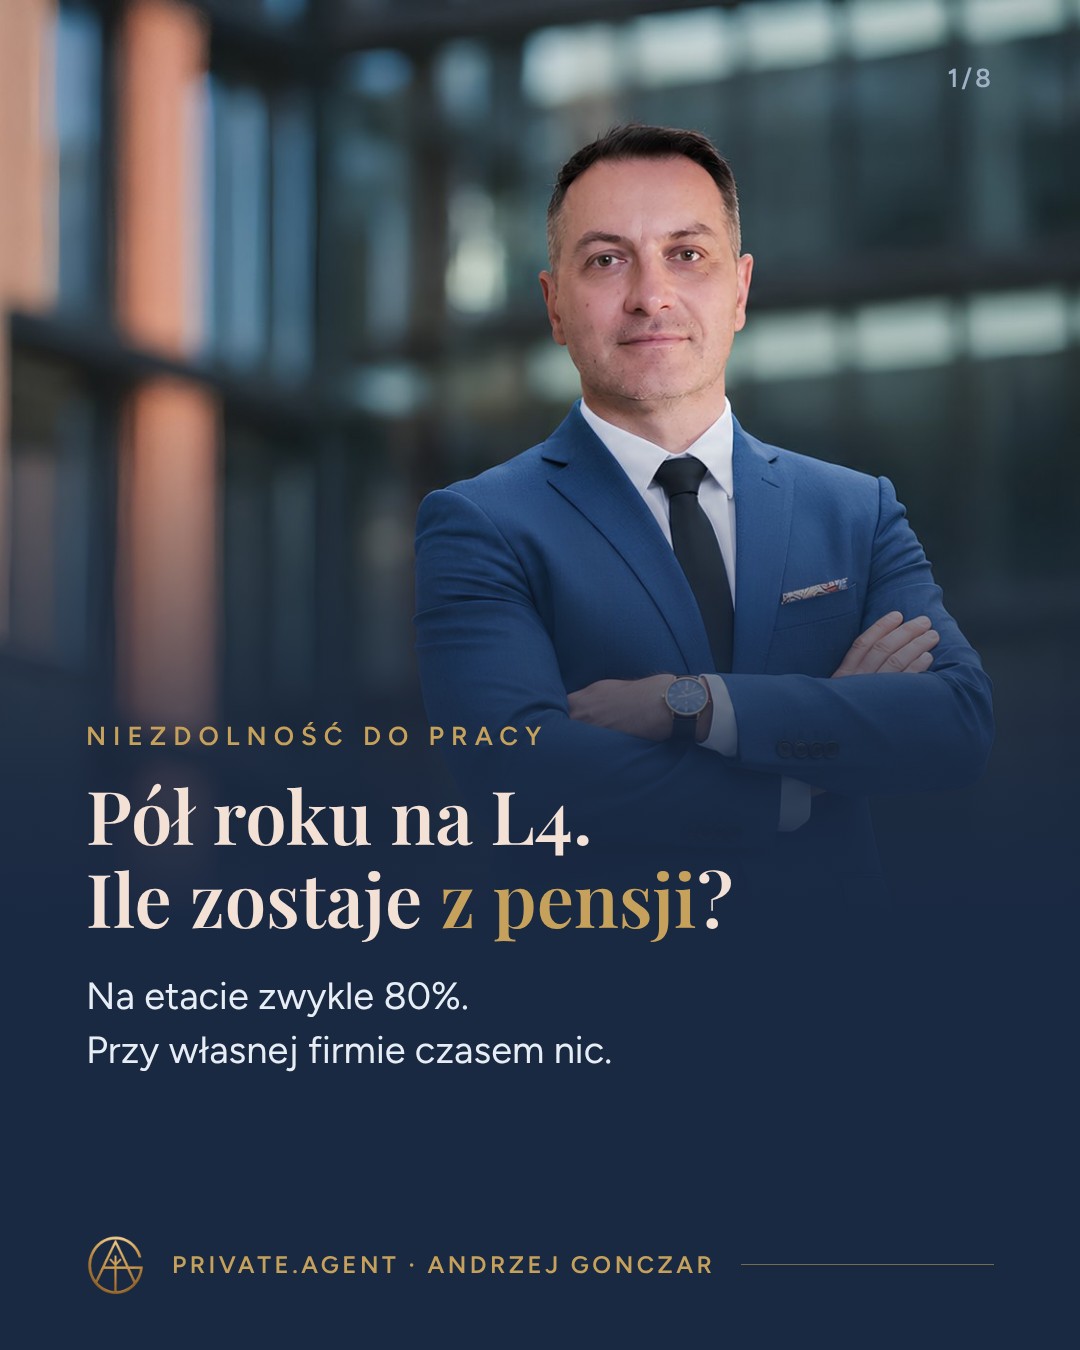 1/8
NIEZDOLNOŚĆ DO PRACY
Pół roku na L4.
Ile zostaje z pensji?
Na etacie zwykle 80%.
Przy własnej firmie czasem nic.
PRIVATE.AGENT · ANDRZEJ GONCZAR